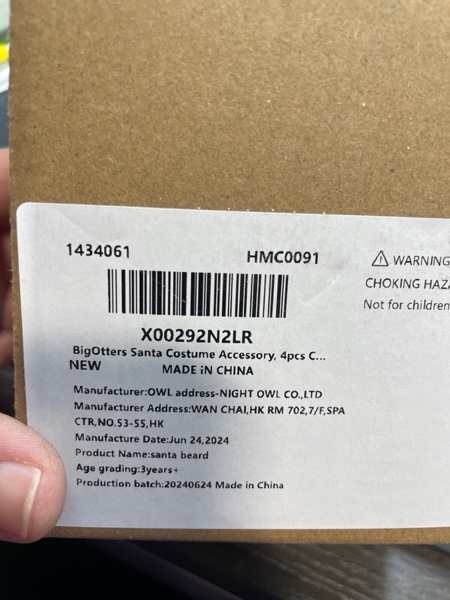 1434061 HMC0091
X00292N2LR
BigOtters Santa Costume Accessory, 4pcs C...
NEW MADE iN CHINA
Manufacturer:OWL address-NIGHT OWL CO.,LTD
Manufacturer Address:WAN CHAI,HK RM 702,7/F,SPA
CTR,NO.53-55,HK
Manufacture Date:Jun 24,2024
Product Name:santa beard
Age grading:3years+
Production batch:20240624 Made in China
WARNING
CHOKING HAZA
Not for children